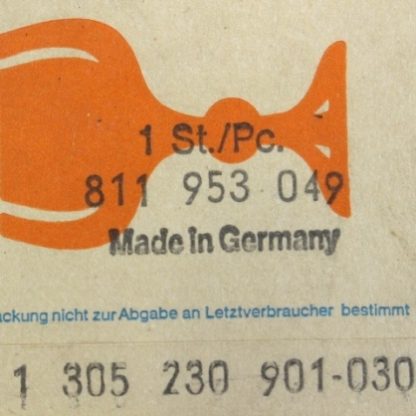 1 St./Pc.
811 953 049
Made in Germany
ackung nicht zur Abgabe an Letztverbraucher bestimmt
1 305 230 901-030